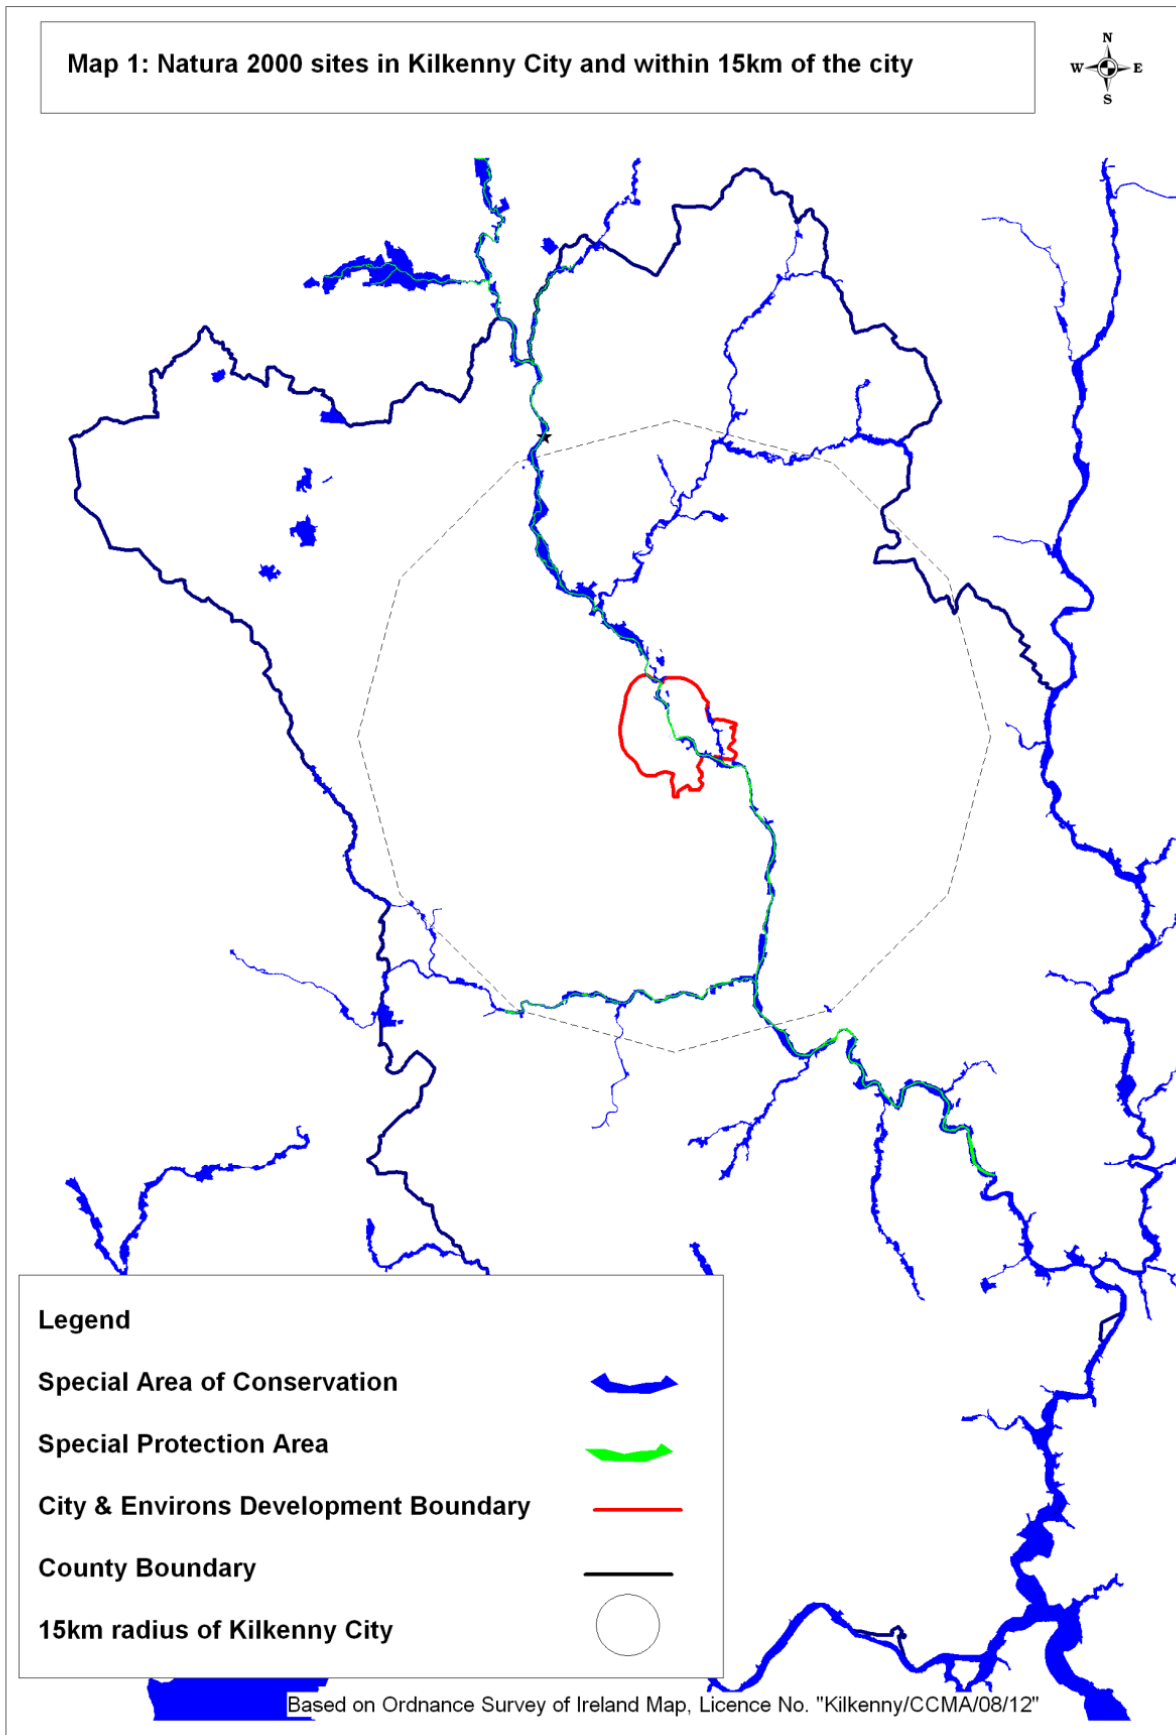 Map 1: Natura 2000 sites in Kilkenny City and within 15km of the city
N
W E
S
Legend
Special Area of Conservation
Special Protection Area
City & Environs Development Boundary
County Boundary
15km radius of Kilkenny City
Based on Ordnance Survey of Ireland Map, Licence No. "Kilkenny/CCMA/08/12"